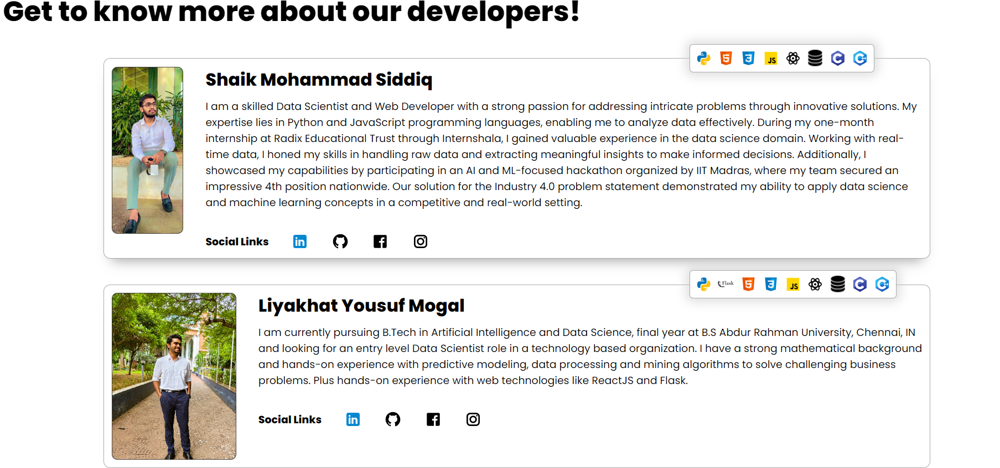 Get to know more about our developers!
5 3 JS C C++
Shaik Mohammad Siddiq
I am a skilled Data Scientist and Web Developer with a strong passion for addressing intricate problems through innovative solutions. My
expertise lies in Python and JavaScript programming languages, enabling me to analyze data effectively. During my one-month
internship at Radix Educational Trust through Internshala, I gained valuable experience in the data science domain. Working with real-
time data, I honed my skills in handling raw data and extracting meaningful insights to make informed decisions. Additionally, I
showcased my capabilities by participating in an AI and ML-focused hackathon organized by IIT Madras, where my team secured an
impressive 4th position nationwide. Our solution for the Industry 4.0 problem statement demonstrated my ability to apply data science
and machine learning concepts in a competitive and real-world setting.
Social Links in
Flask 5 3 JS C C++
Liyakhat Yousuf Mogal
I am currently pursuing B.Tech in Artificial Intelligence and Data Science, final year at B.S Abdur Rahman University, Chennai, IN
and looking for an entry level Data Scientist role in a technology based organization. I have a strong mathematical background
and hands-on experience with predictive modeling, data processing and mining algorithms to solve challenging business
problems. Plus hands-on experience with web technologies like ReactJS and Flask.
Social Links in